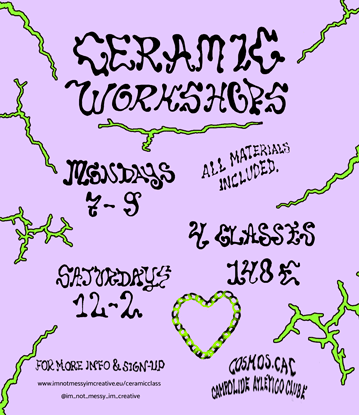 CERAMIC
WORKSHOPS
MONDAYS
7-9
ALL MATERIALS
INCLUDED.
4 CLASSES
148€
SATURDAYS
12-2
FOR MORE INFO & SIGN-UP
www.imnotmessyimcreative.eu/ceramicclass
@im_not_messy_im_creative
COSMOS.CAC
CAMPOLIDE ATLÉTICO CLUBE